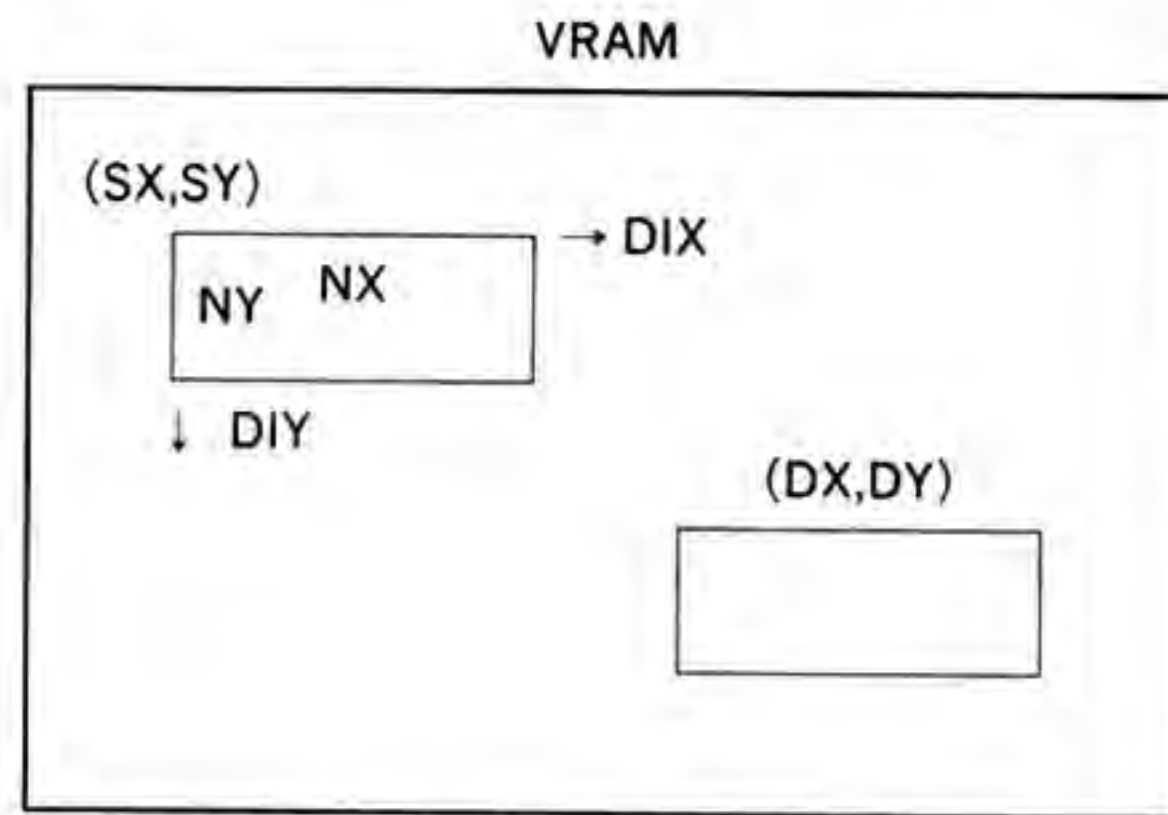 VRAM
(SX,SY)
→ DIX
NY NX
↓ DIY
(DX,DY)